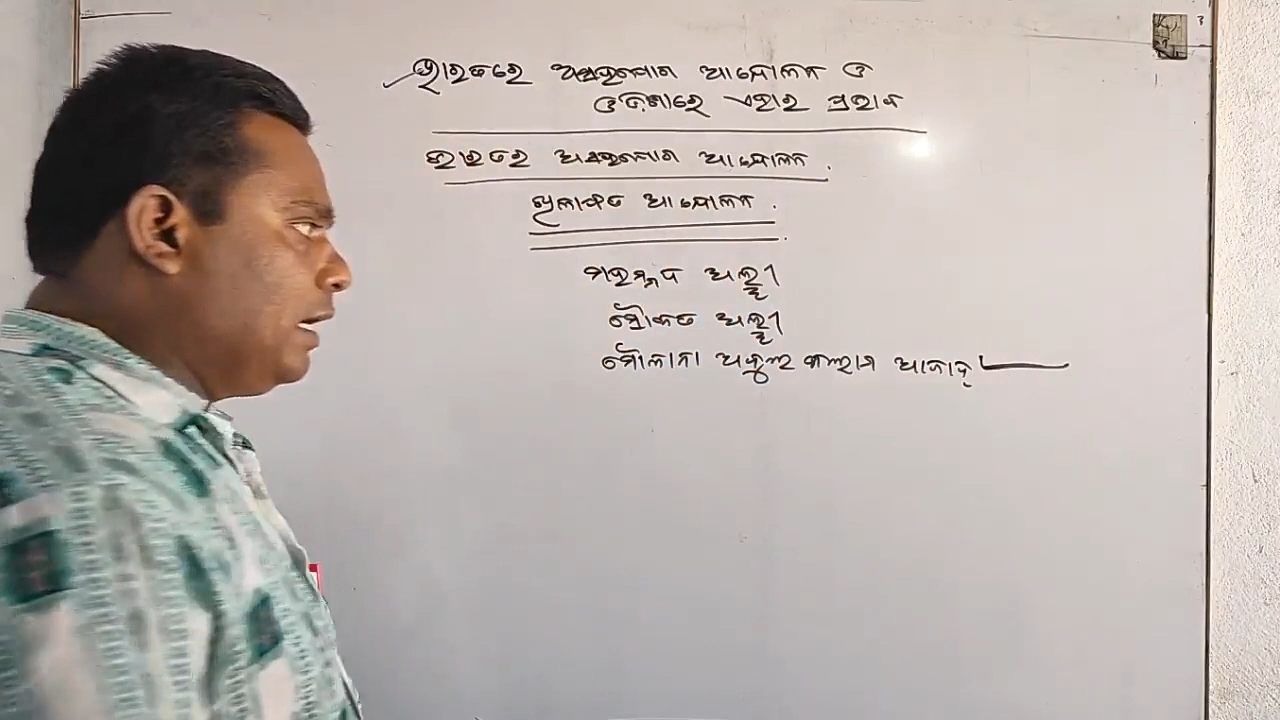 ଭାରତରେ ଅସହଯୋଗ ଆନ୍ଦୋଳନ ଓ
ଓଡ଼ିଶାରେ ଏହାର ପ୍ରଭାବ
ଭାରତରେ ଅସହଯୋଗ ଆନ୍ଦୋଳନ .
ଖିଲାଫତ ଆନ୍ଦୋଳନ .
ମହମ୍ମଦ ଅଲ୍ଲୀ
ସୌକତ ଅଲ୍ଲୀ
ମୌଲାନା ଅବୁଲ୍ କଲାମ ଆଜାଦ୍